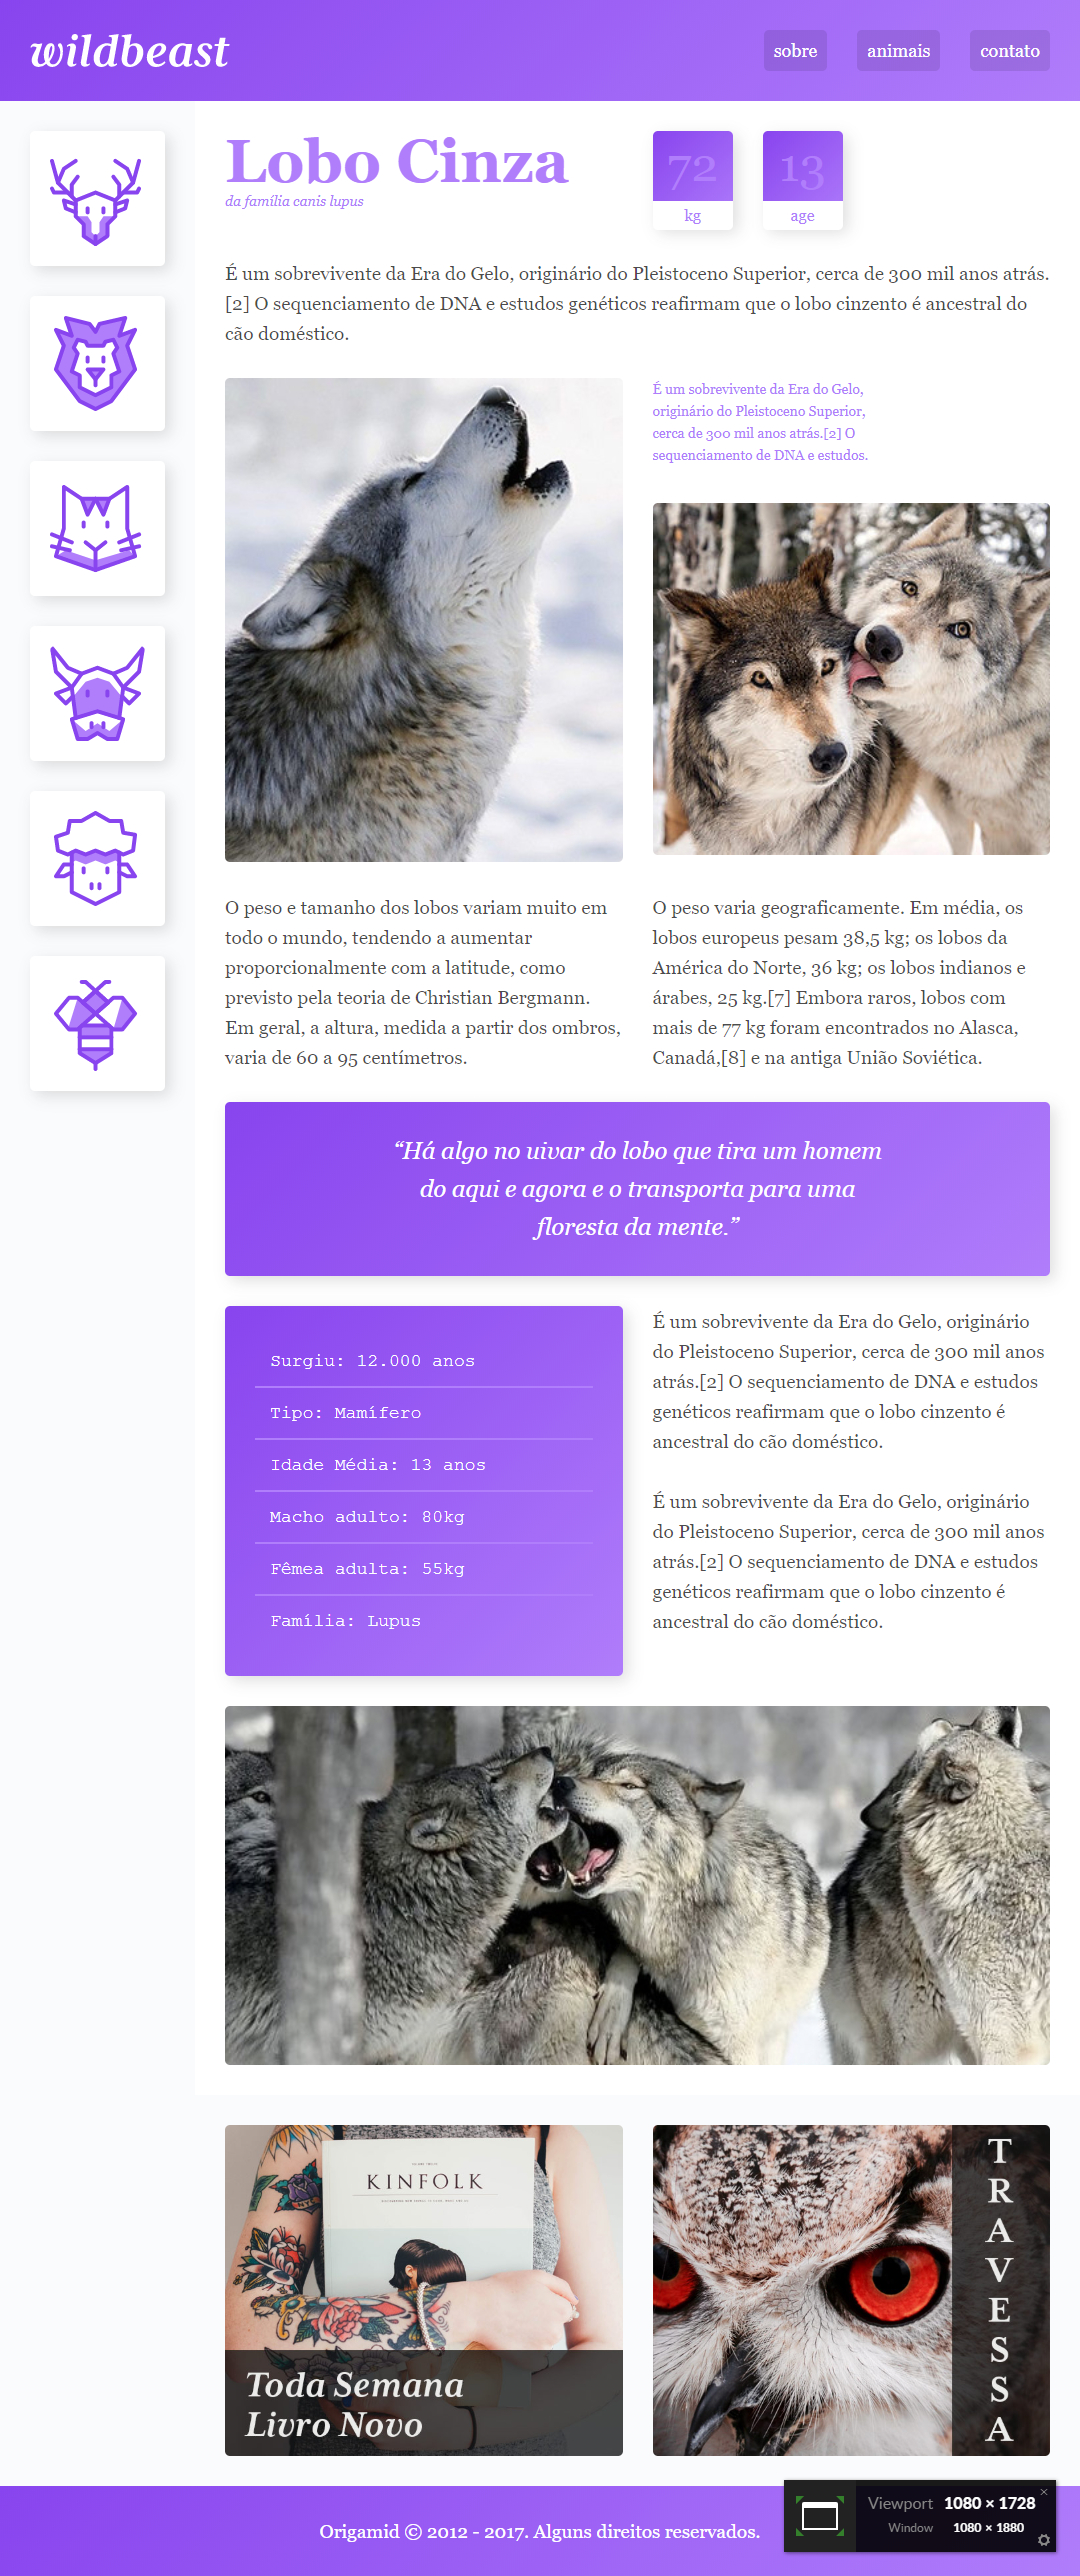 wildbeast
sobre
animais
contato
Lobo Cinza
da família canis lupus
72
kg
13
age
É um sobrevivente da Era do Gelo, originário do Pleistoceno Superior, cerca de 300 mil anos atrás.
[2] O sequenciamento de DNA e estudos genéticos reafirmam que o lobo cinzento é ancestral do
cão doméstico.
É um sobrevivente da Era do Gelo,
originário do Pleistoceno Superior,
cerca de 300 mil anos atrás.[2] O
sequenciamento de DNA e estudos.
O peso e tamanho dos lobos variam muito em
todo o mundo, tendendo a aumentar
proporcionalmente com a latitude, como
previsto pela teoria de Christian Bergmann.
Em geral, a altura, medida a partir dos ombros,
varia de 60 a 95 centímetros.
O peso varia geograficamente. Em média, os
lobos europeus pesam 38,5 kg; os lobos da
América do Norte, 36 kg; os lobos indianos e
árabes, 25 kg.[7] Embora raros, lobos com
mais de 77 kg foram encontrados no Alasca,
Canadá,[8] e na antiga União Soviética.
“Há algo no uivar do lobo que tira um homem
do aqui e agora e o transporta para uma
floresta da mente.”
Surgiu: 12.000 anos
Tipo: Mamífero
Idade Média: 13 anos
Macho adulto: 80kg
Fêmea adulta: 55kg
Família: Lupus
É um sobrevivente da Era do Gelo, originário
do Pleistoceno Superior, cerca de 300 mil anos
atrás.[2] O sequenciamento de DNA e estudos
genéticos reafirmam que o lobo cinzento é
ancestral do cão doméstico.
É um sobrevivente da Era do Gelo, originário
do Pleistoceno Superior, cerca de 300 mil anos
atrás.[2] O sequenciamento de DNA e estudos
genéticos reafirmam que o lobo cinzento é
ancestral do cão doméstico.
KINFOLK
Toda Semana
Livro Novo
TRAVESSA
Origamid © 2012 - 2017. Alguns direitos reservados.
Viewport 1080 × 1728
Window 1080 × 1880